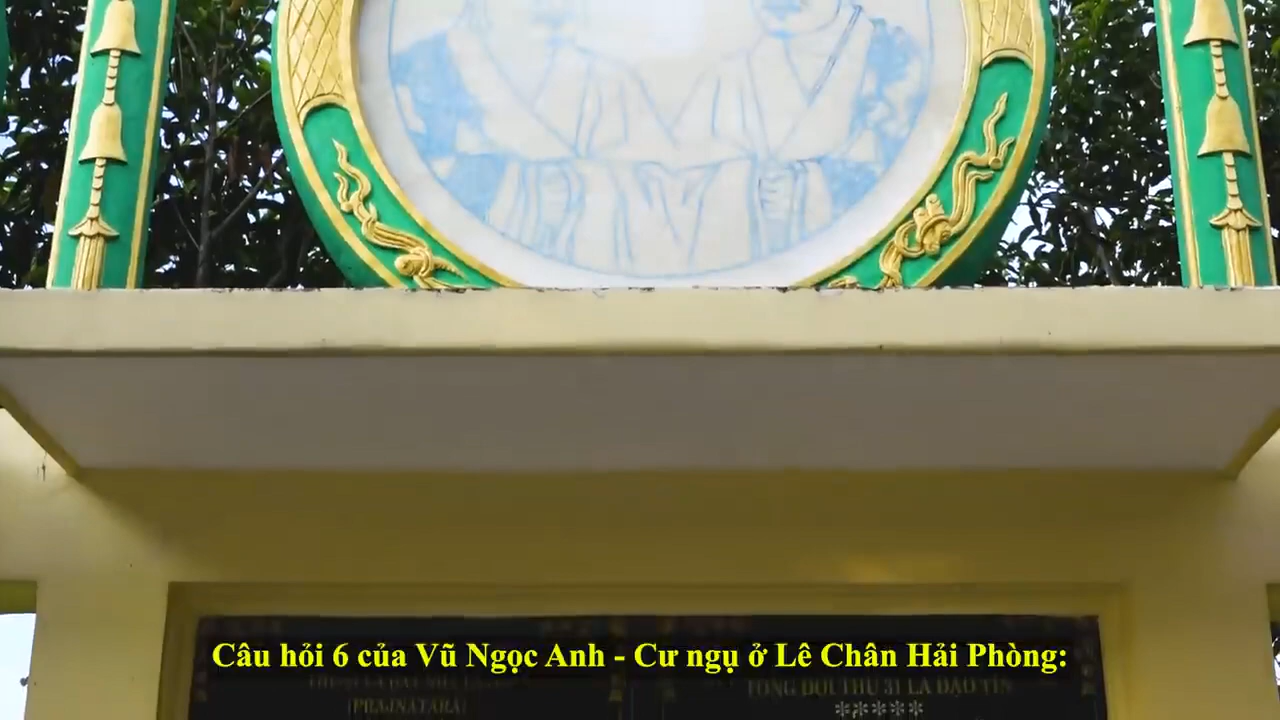 Câu hỏi 6 của Vũ Ngọc Anh - Cư ngụ ở Lê Chân Hải Phòng:
TÔNG ĐỜI THỨ 31 LÀ ĐẠO TÍN
(PRAJNATARA)
*****